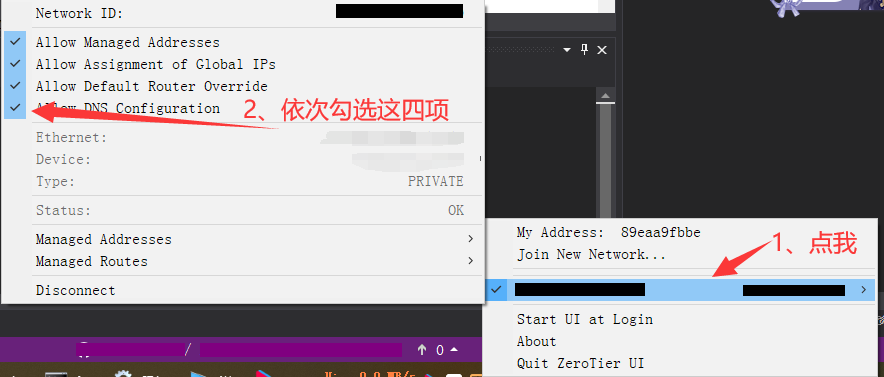 Network ID:
Allow Managed Addresses
Allow Assignment of Global IPs
Allow Default Router Override
Allow DNS Configuration
2、依次勾选这四项
Ethernet:
Device:
Type: PRIVATE
Status: OK
Managed Addresses
Managed Routes
Disconnect
My Address: 89eaa9fbbe
1、点我
Join New Network...
Start UI at Login
About
Quit ZeroTier UI
/
0